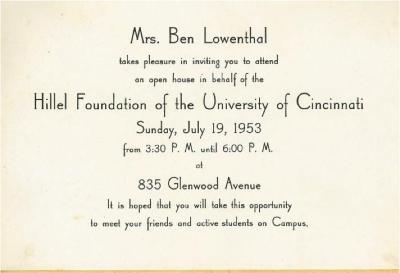 Mrs. Ben Lowenthal
takes pleasure in inviting you to attend
an open house in behalf of the
Hillel Foundation of the University of Cincinnati
Sunday, July 19, 1953
from 3:30 P. M. until 6:00 P. M.
at
835 Glenwood Avenue
It is hoped that you will take this opportunity
to meet your friends and active students on Campus.